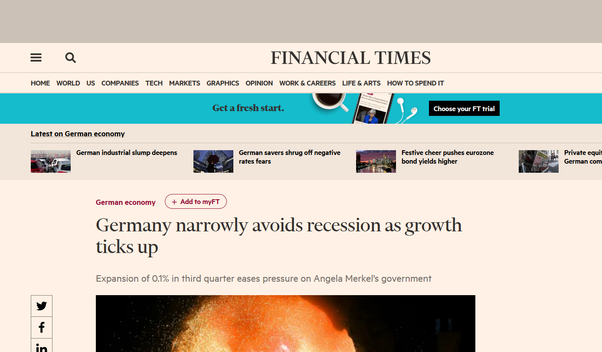 FINANCIAL TIMES
HOME WORLD US COMPANIES TECH MARKETS GRAPHICS OPINION WORK & CAREERS LIFE & ARTS HOW TO SPEND IT
Get a fresh start. Choose your FT trial
Latest on German economy
German industrial slump deepens
German savers shrug off negative
rates fears
Festive cheer pushes eurozone
bond yields higher
Private equi
German com
German economy + Add to myFT
Germany narrowly avoids recession as growth
ticks up
Expansion of 0.1% in third quarter eases pressure on Angela Merkel's government